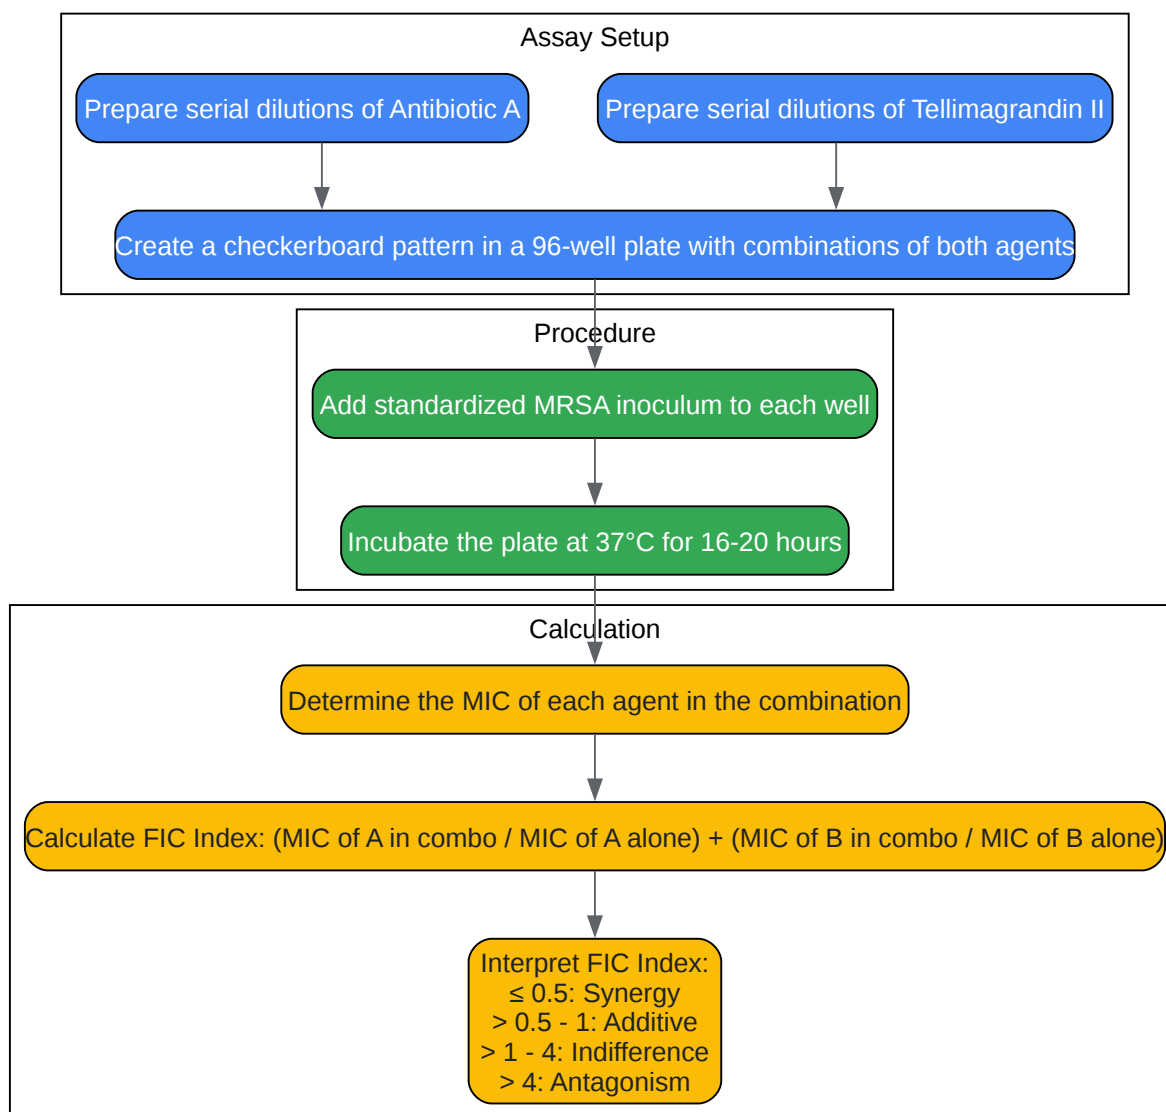 Assay Setup
Prepare serial dilutions of Antibiotic A
Prepare serial dilutions of Tellimagrandin II
Create a checkerboard pattern in a 96-well plate with combinations of both agents
Procedure
Add standardized MRSA inoculum to each well
Incubate the plate at 37°C for 16-20 hours
Calculation
Determine the MIC of each agent in the combination
Calculate FIC Index: (MIC of A in combo / MIC of A alone) + (MIC of B in combo / MIC of B alone)
Interpret FIC Index:
≤ 0.5: Synergy
> 0.5 - 1: Additive
> 1 - 4: Indifference
> 4: Antagonism